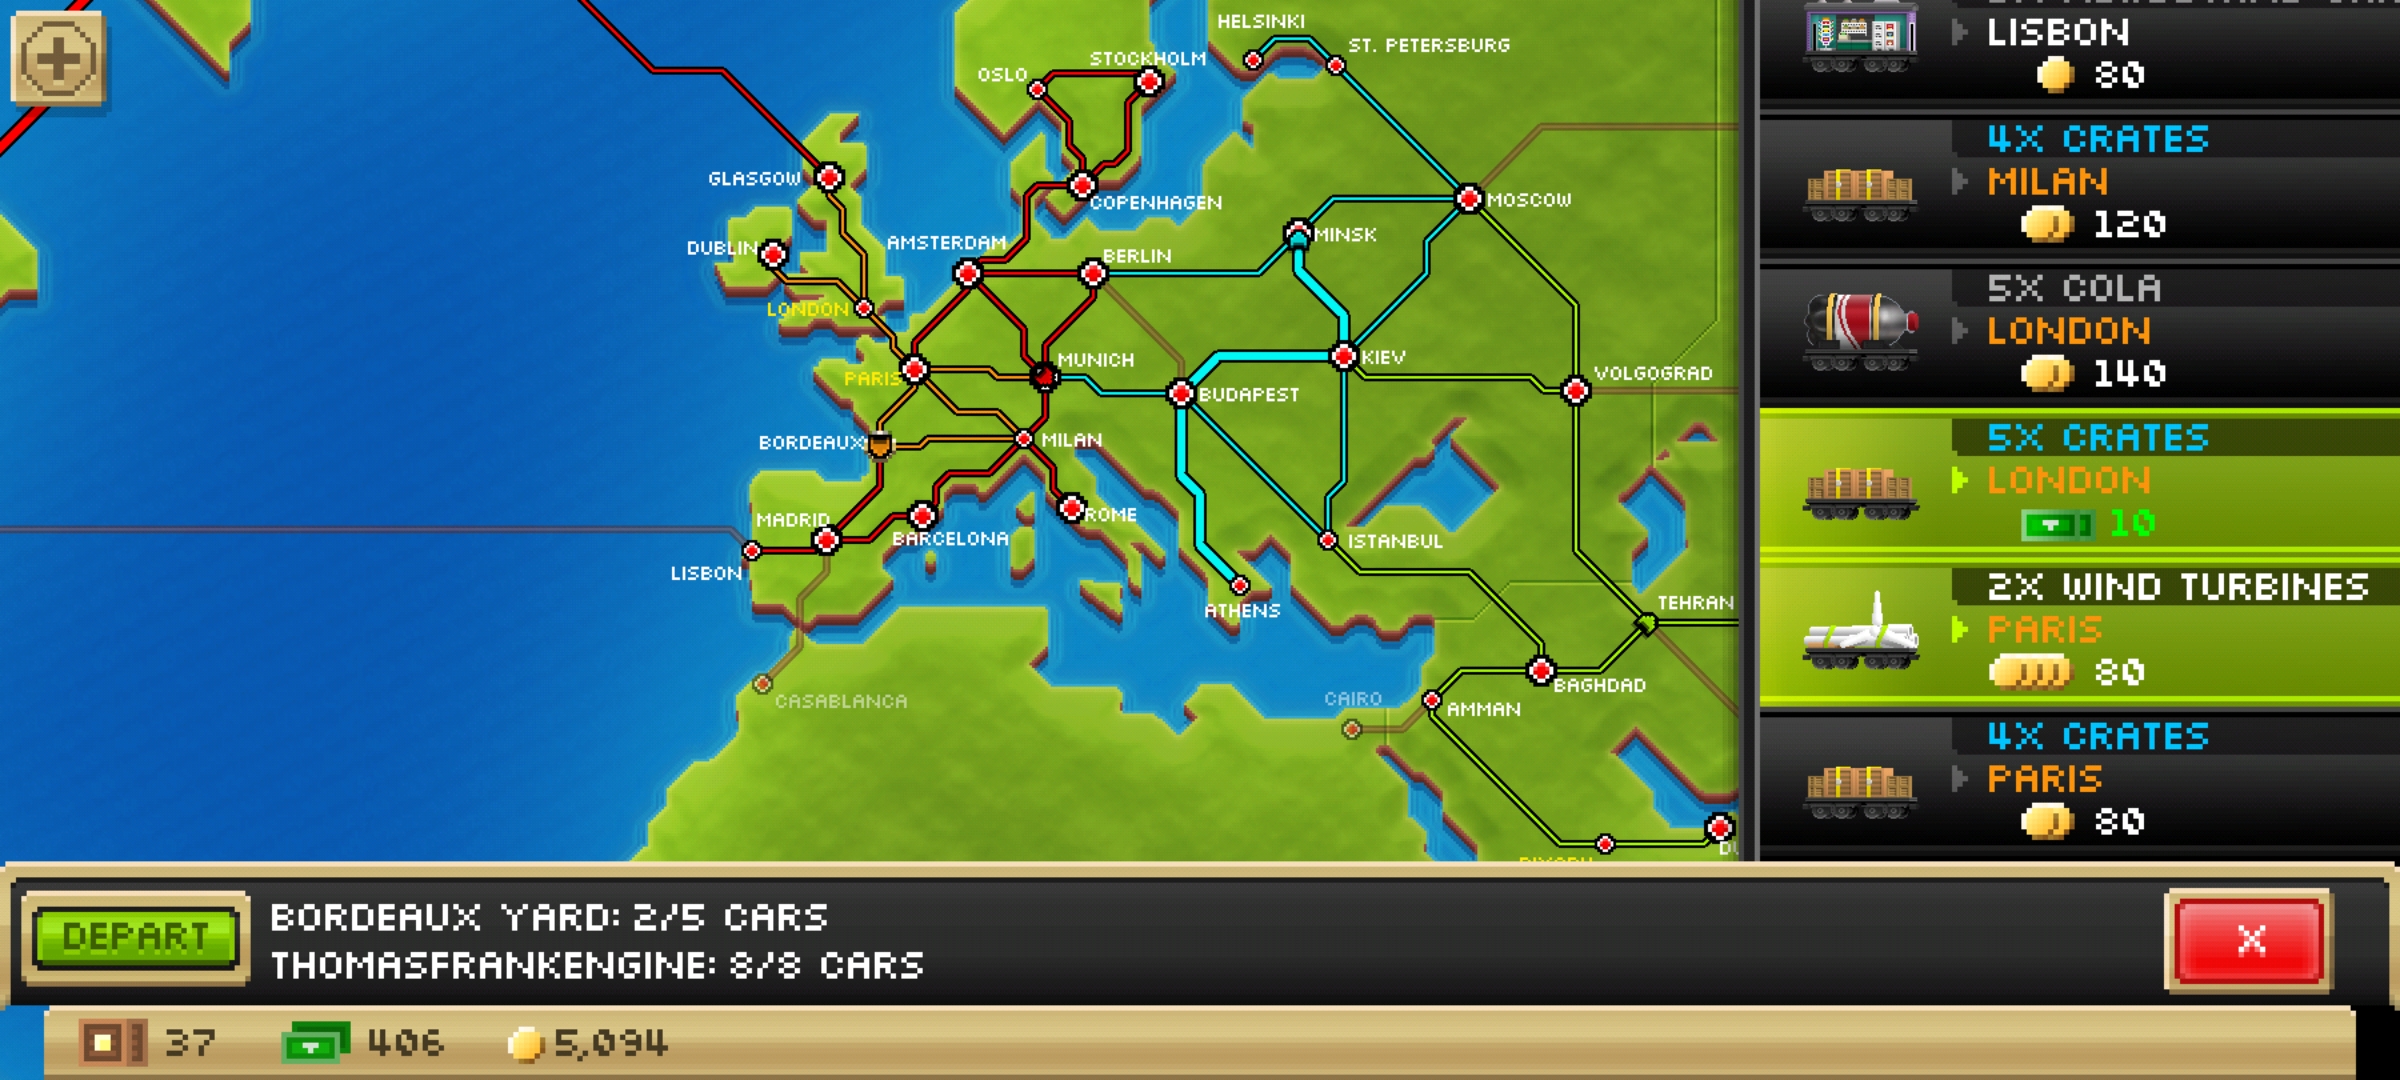 HELSINKI
ST. PETERSBURG
STOCKHOLM
OSLO
GLASGOW
COPENHAGEN
MOSCOW
DUBLIN
AMSTERDAM
BERLIN
MINSK
LONDON
PARIS
MUNICH
KIEV
VOLGOGRAD
BUDAPEST
BORDEAUX
MILAN
MADRID
BARCELONA
ROME
ISTANBUL
LISBON
ATHENS
TEHRAN
CASABLANCA
CAIRO
AMMAN
BAGHDAD
LISBON
80
4X CRATES
MILAN
120
5X COLA
LONDON
140
5X CRATES
LONDON
10
2X WIND TURBINES
PARIS
80
4X CRATES
PARIS
80
DEPART
BORDEAUX YARD: 2/5 CARS
THOMASFRANKENGINE: 8/8 CARS
X
37
406
5,094